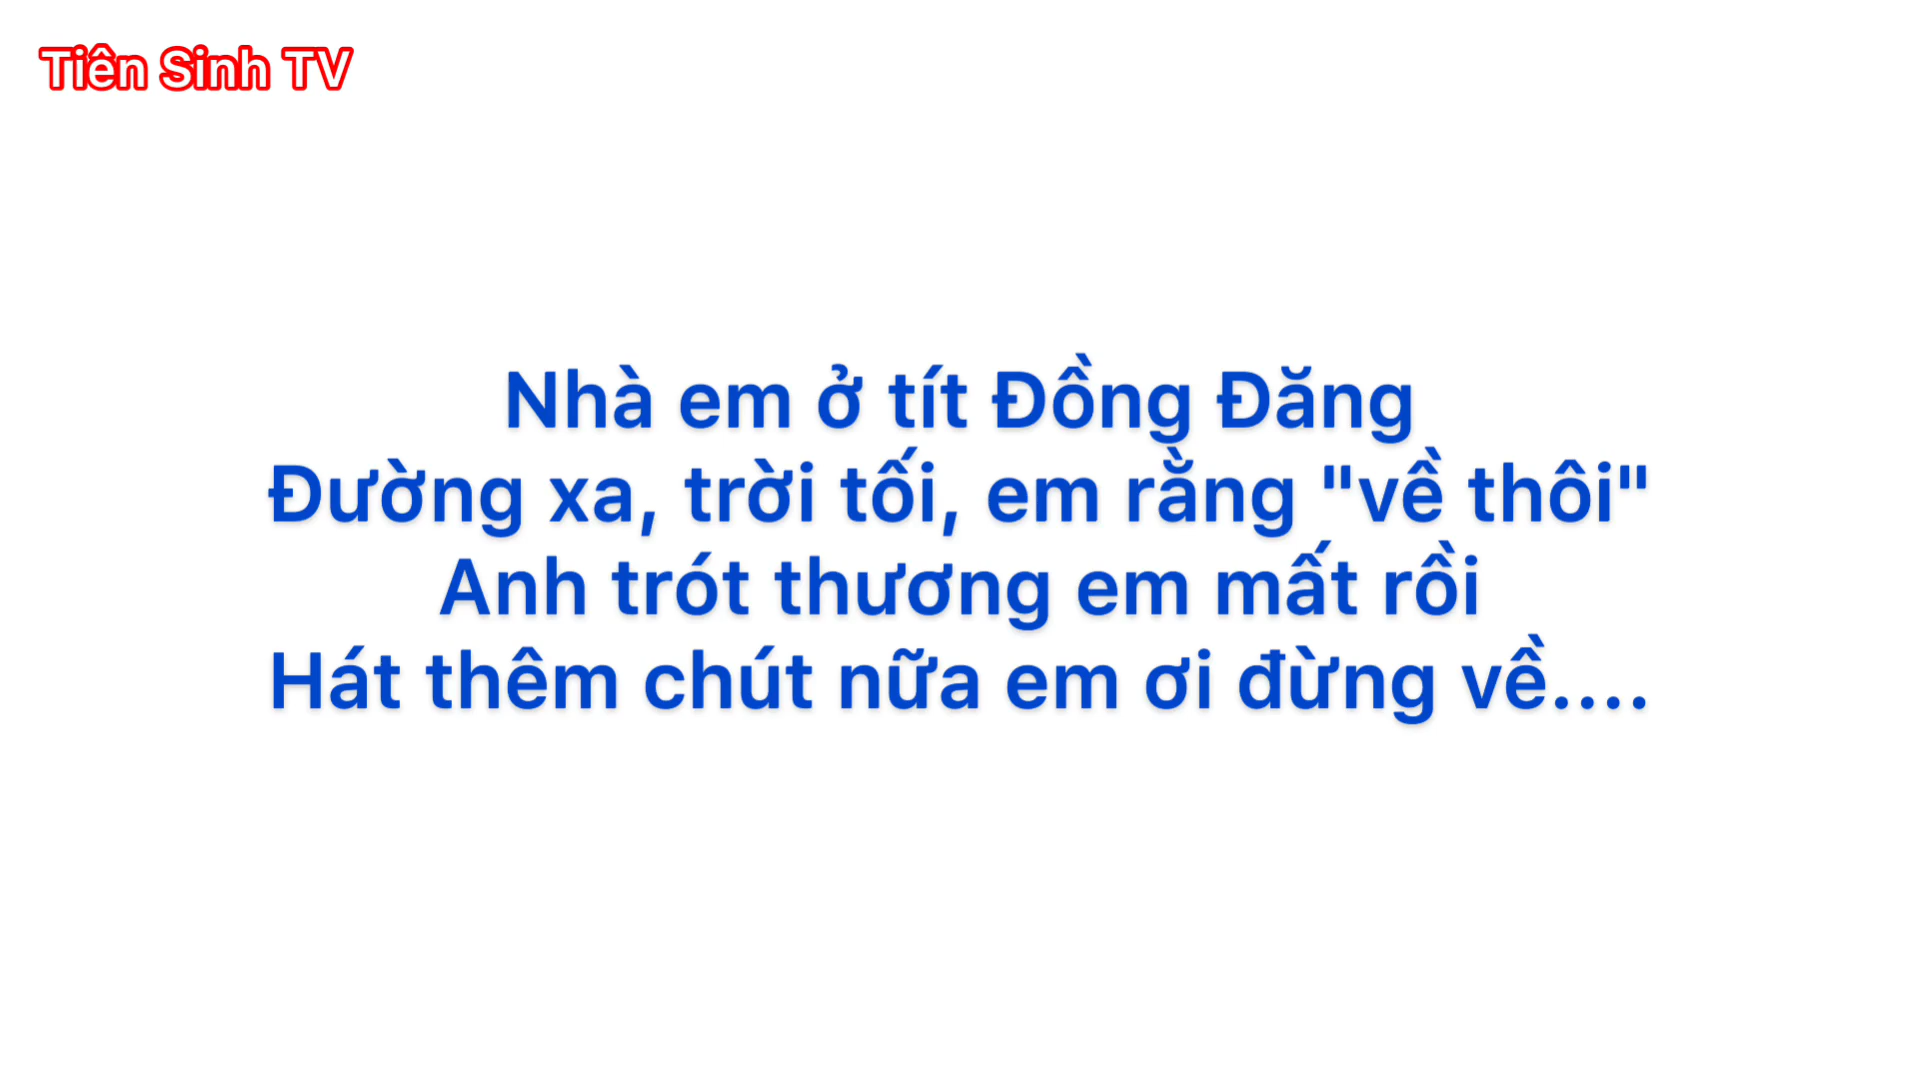 Tiên Sinh TV
Nhà em ở tít Đồng Đăng
Đường xa, trời tối, em rằng "về thôi"
Anh trót thương em mất rồi
Hát thêm chút nữa em ơi đừng về....